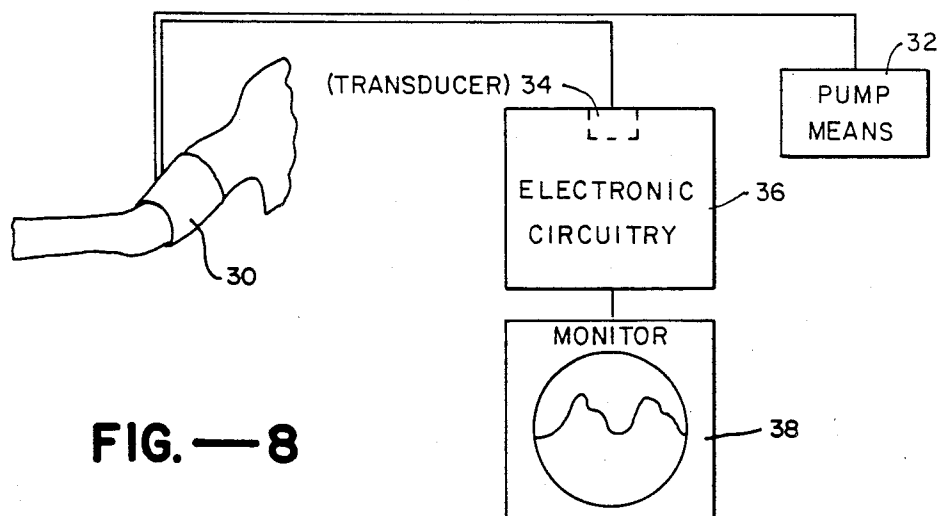 32
PUMP
MEANS
(TRANSDUCER) 34
ELECTRONIC
CIRCUITRY
36
30
MONITOR
38
FIG. — 8